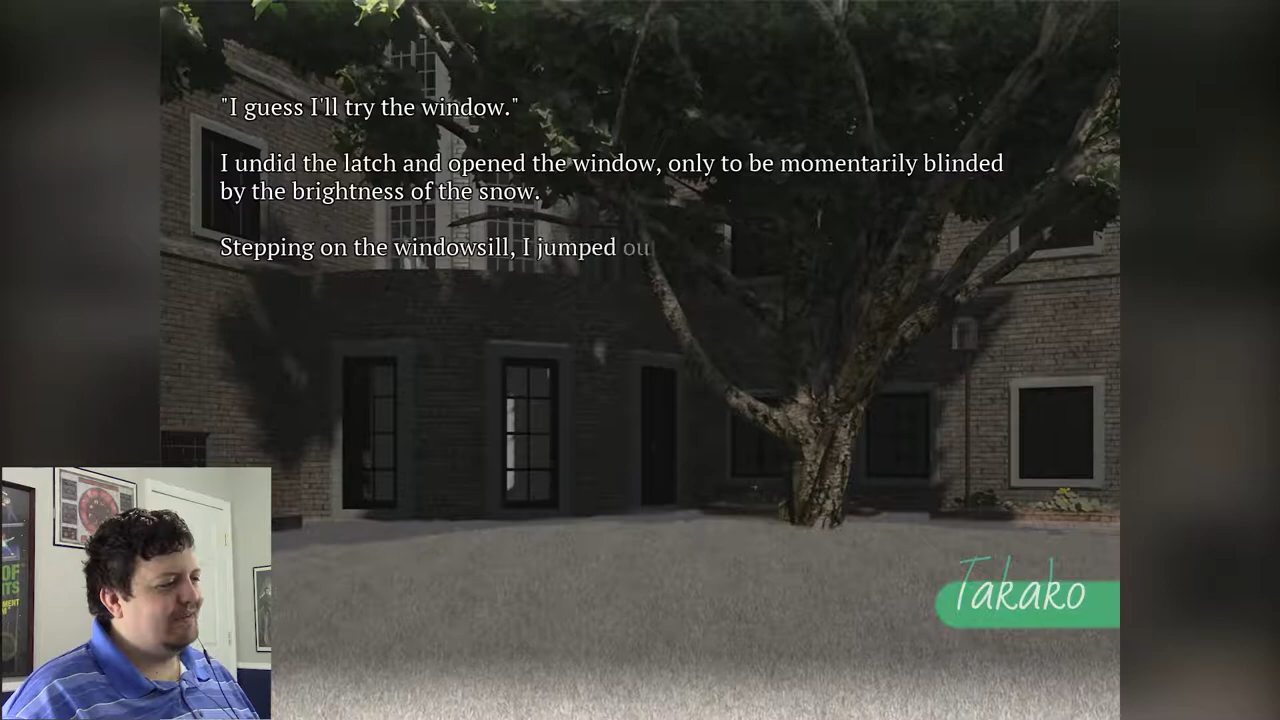 "I guess I'll try the window."
I undid the latch and opened the window, only to be momentarily blinded
by the brightness of the snow.
Stepping on the windowsill, I jumped ou
Takako